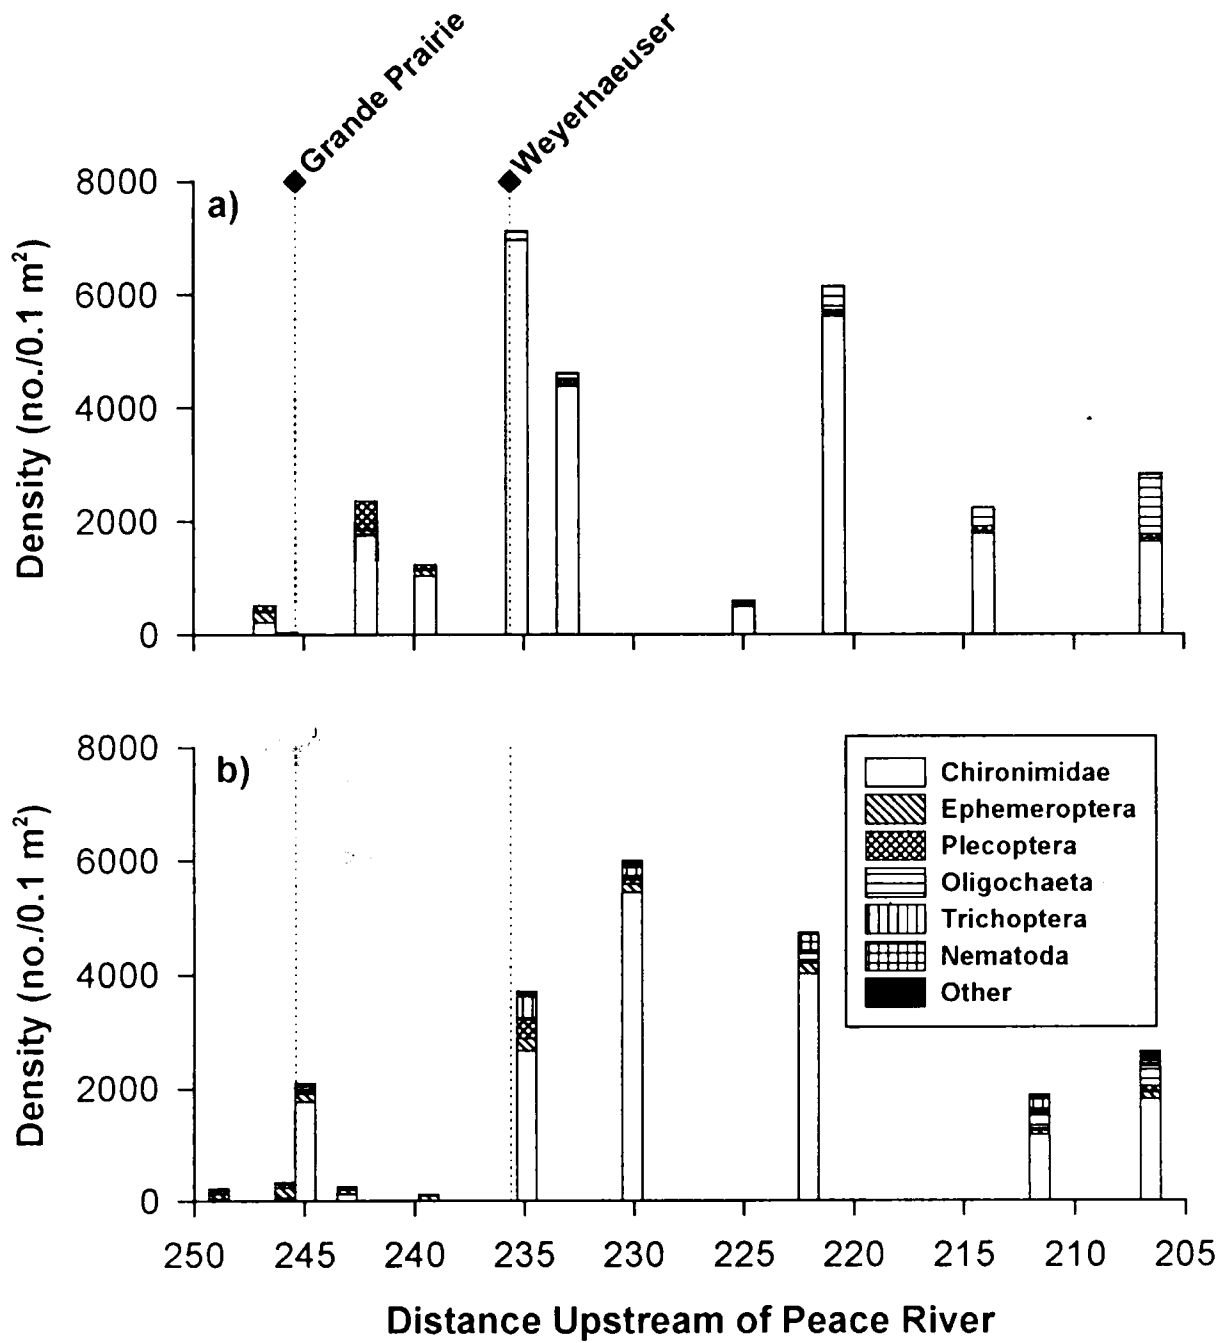 Grande Prairie
Weyerhaeuser
a)
8000
6000
4000
2000
0
Density (no./0.1 m²)
b)
8000
6000
4000
2000
0
Density (no./0.1 m²)
Chironimidae
Ephemeroptera
Plecoptera
Oligochaeta
Trichoptera
Nematoda
Other
250 245 240 235 230 225 220 214 210 205
Distance Upstream of Peace River